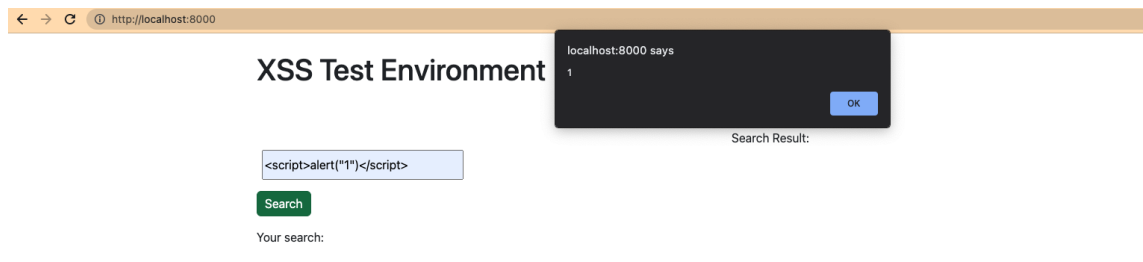 http://localhost:8000
localhost:8000 says
1
OK
XSS Test Environment
Search Result:
<script>alert("1")</script>
Search
Your search: